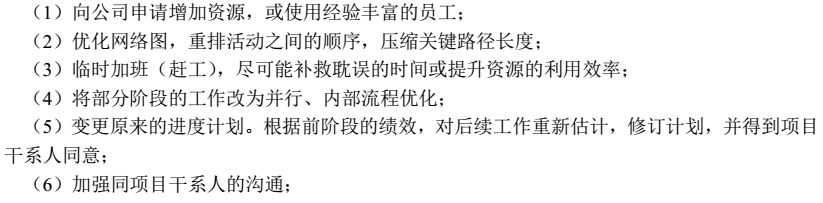 （1）向公司申请增加资源，或使用经验丰富的员工；
（2）优化网络图，重排活动之间的顺序，压缩关键路径长度；
（3）临时加班（赶工），尽可能补救耽误的时间或提升资源的利用效率；
（4）将部分阶段的工作改为并行、内部流程优化；
（5）变更原来的进度计划。根据前阶段的绩效，对后续工作重新估计，修订计划，并得到项目
干系人同意；
（6）加强同项目干系人的沟通；